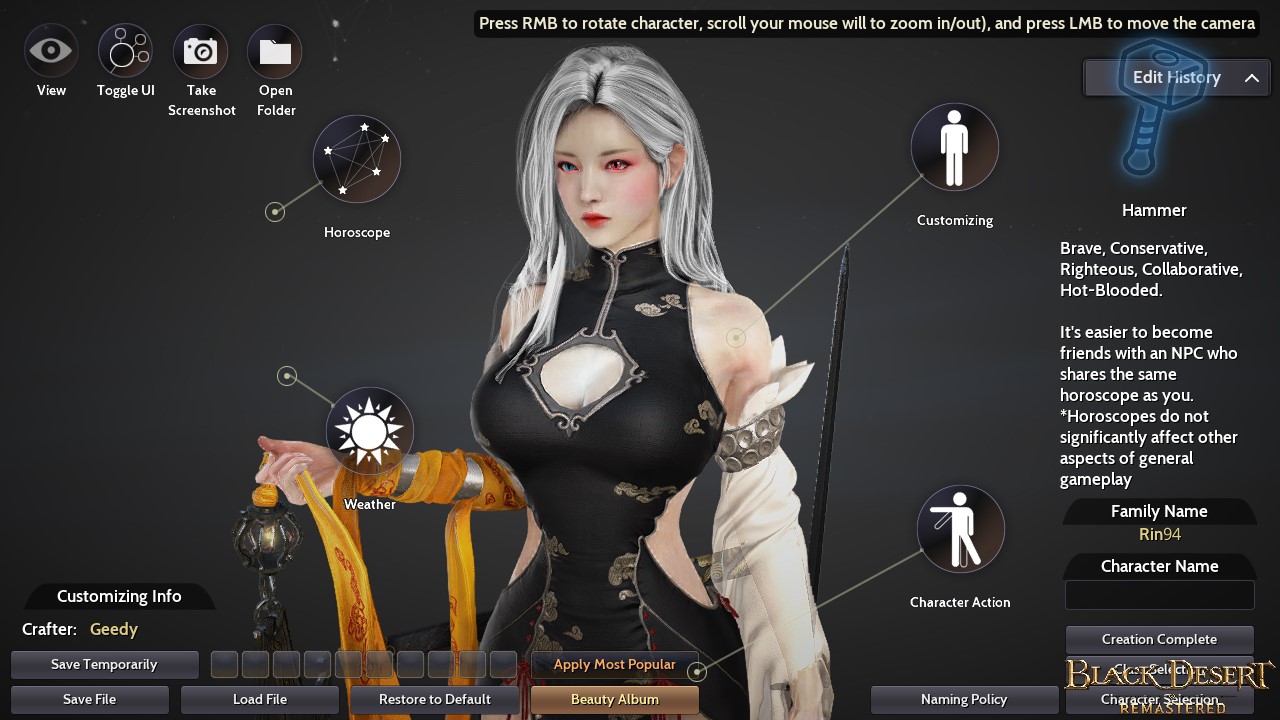 Press RMB to rotate character, scroll your mouse will to zoom in/out), and press LMB to move the camera
View
Toggle UI
Take
Screenshot
Open
Folder
Edit History
Horoscope
Customizing
Hammer
Brave, Conservative,
Righteous, Collaborative,
Hot-Blooded.
It's easier to become
friends with an NPC who
shares the same
horoscope as you.
*Horoscopes do not
significantly affect other
aspects of general
gameplay
Weather
Family Name
Rin94
Character Name
Customizing Info
Crafter: Geedy
Character Action
Creation Complete
Save Temporarily
Apply Most Popular
Save File
Load File
Restore to Default
Beauty Album
Naming Policy
Character Selection
BLACK DESERT
REMASTERED